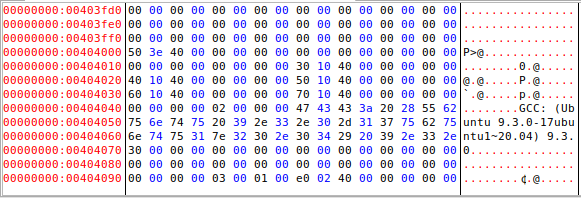 00000000:00403fd0 00 00 00 00 00 00 00 00 00 00 00 00 00 00 00 00 ................
00000000:00403fe0 00 00 00 00 00 00 00 00 00 00 00 00 00 00 00 00 ................
00000000:00403ff0 00 00 00 00 00 00 00 00 00 00 00 00 00 00 00 00 ................
00000000:00404000 50 3e 40 00 00 00 00 00 00 00 00 00 00 00 00 00 P>@.............
00000000:00404010 00 00 00 00 00 00 00 00 30 10 40 00 00 00 00 00 ........0.@.....
00000000:00404020 40 10 40 00 00 00 00 00 50 10 40 00 00 00 00 00 @.@.....P.@.....
00000000:00404030 60 10 40 00 00 00 00 00 70 10 40 00 00 00 00 00 `.@.....p.@.....
00000000:00404040 00 00 00 00 02 00 00 00 47 43 43 3a 20 28 55 62 ........GCC: (Ub
00000000:00404050 75 6e 74 75 20 39 2e 33 2e 30 2d 31 37 75 62 75 untu 9.3.0-17ubu
00000000:00404060 6e 74 75 31 7e 32 30 2e 30 34 29 20 39 2e 33 2e ntu1~20.04) 9.3.
00000000:00404070 30 00 00 00 00 00 00 00 00 00 00 00 00 00 00 00 0...............
00000000:00404080 00 00 00 00 00 00 00 00 00 00 00 00 00 00 00 00 ................
00000000:00404090 00 00 00 00 03 00 01 00 e0 02 40 00 00 00 00 00 ........¢.@.....